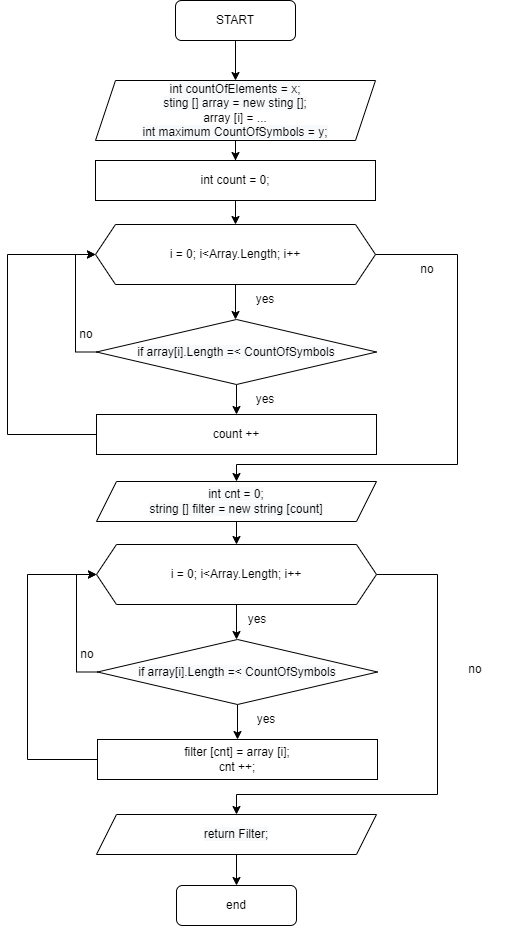 START
int countOfElements = x;
sting [] array = new sting [];
array [i] = ...
int maximum CountOfSymbols = y;
int count = 0;
i = 0; i<Array.Length; i++
no
yes
no
if array[i].Length =< CountOfSymbols
yes
count ++
int cnt = 0;
string [] filter = new string [count]
i = 0; i<Array.Length; i++
yes
no
if array[i].Length =< CountOfSymbols
no
yes
filter [cnt] = array [i];
cnt ++;
return Filter;
end